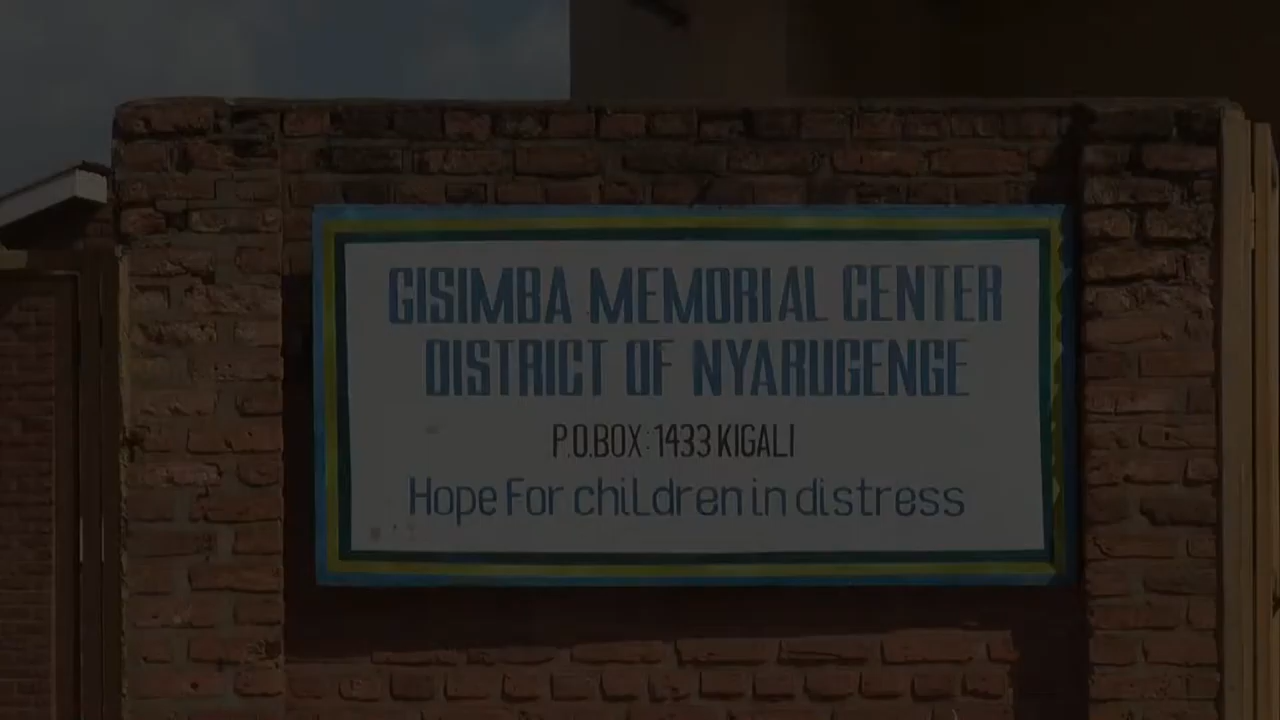 GISIMBA MEMORIAL CENTER
DISTRICT OF NYARUGENGE
P.O.BOX: 1433 KIGALI
Hope For chiLdren in distress